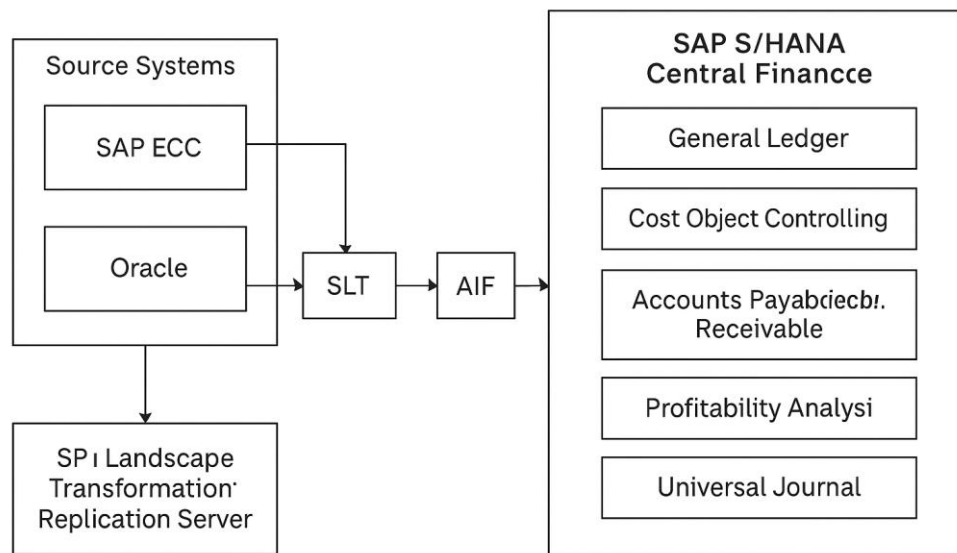 Source Systems
SAP ECC
Oracle
SLT
AIF
SP ı Landscape
Transformation·
Replication Server
SAP S/HANA
Central Financce
General Ledger
Cost Object Controlling
Accounts
Receivable
Profitability Analysi
Universal Journal